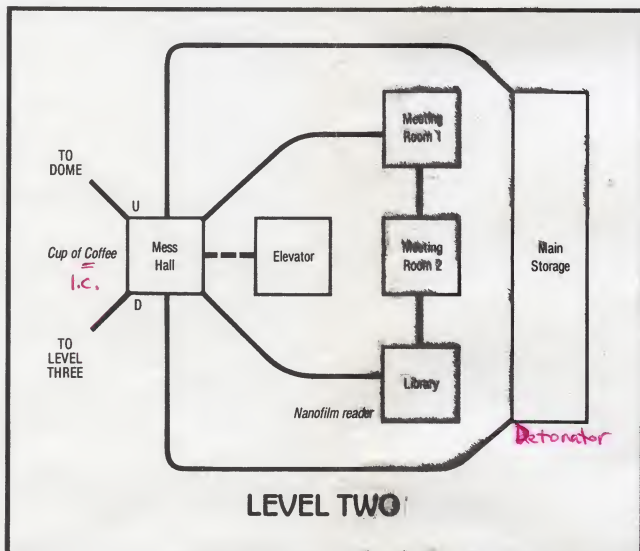 Meeting
Room 1
TO
DOME
U
Cup of Coffee
I.C.
Mess
Hall
Elevator
Meeting
Room 2
Main
Storage
D
TO
LEVEL
THREE
Library
Nanofilm reader
Detonator
LEVEL TWO